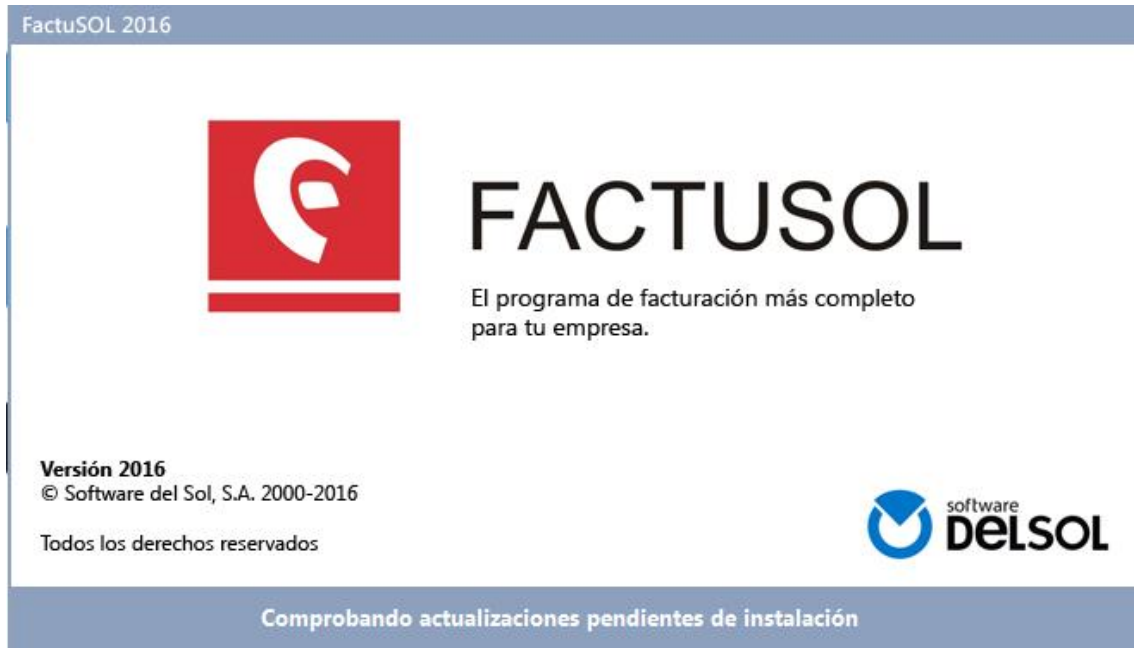 FactuSOL 2016
FACTUSOL
El programa de facturación más completo
para tu empresa.
Versión 2016
© Software del Sol, S.A. 2000-2016
Todos los derechos reservados
software
DELSOL
Comprobando actualizaciones pendientes de instalación